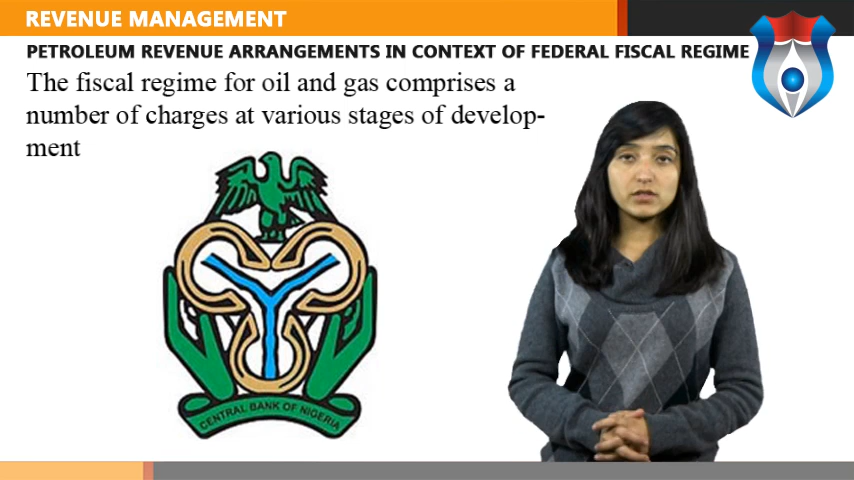 REVENUE MANAGEMENT
PETROLEUM REVENUE ARRANGEMENTS IN CONTEXT OF FEDERAL FISCAL REGIME
The fiscal regime for oil and gas comprises a
number of charges at various stages of develop-
ment
CENTRAL BANK OF NIGERIA